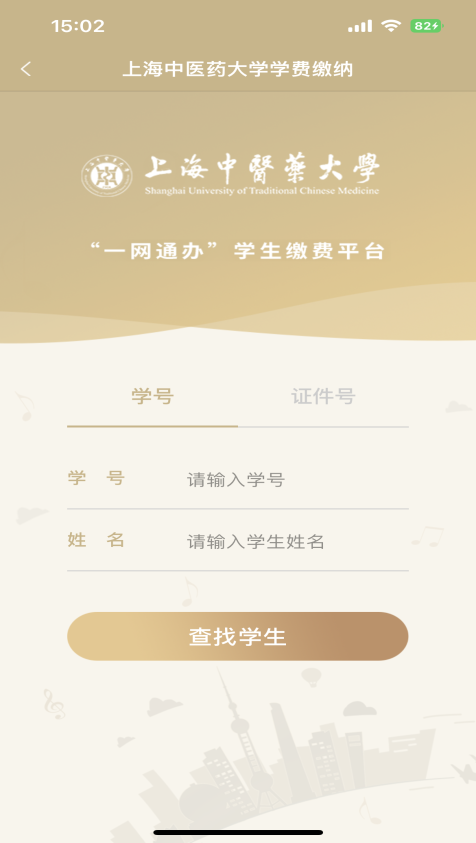 15:02
82
上海中医药大学学费缴纳
上海中醫藥大學
Shanghai University of Traditional Chinese Medicine
“一网通办”学生缴费平台
学号 证件号
学 号 请输入学号
姓 名 请输入学生姓名
查找学生